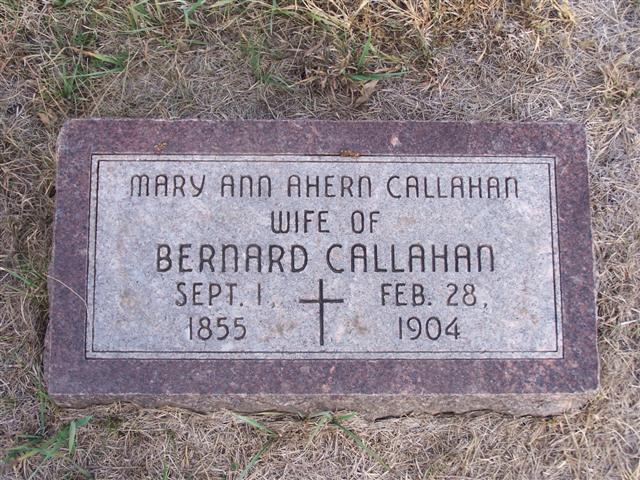 MARY ANN AHERN CALLAHAN
WIFE OF
BERNARD CALLAHAN
SEPT. 1, FEB. 28,
1855 1904